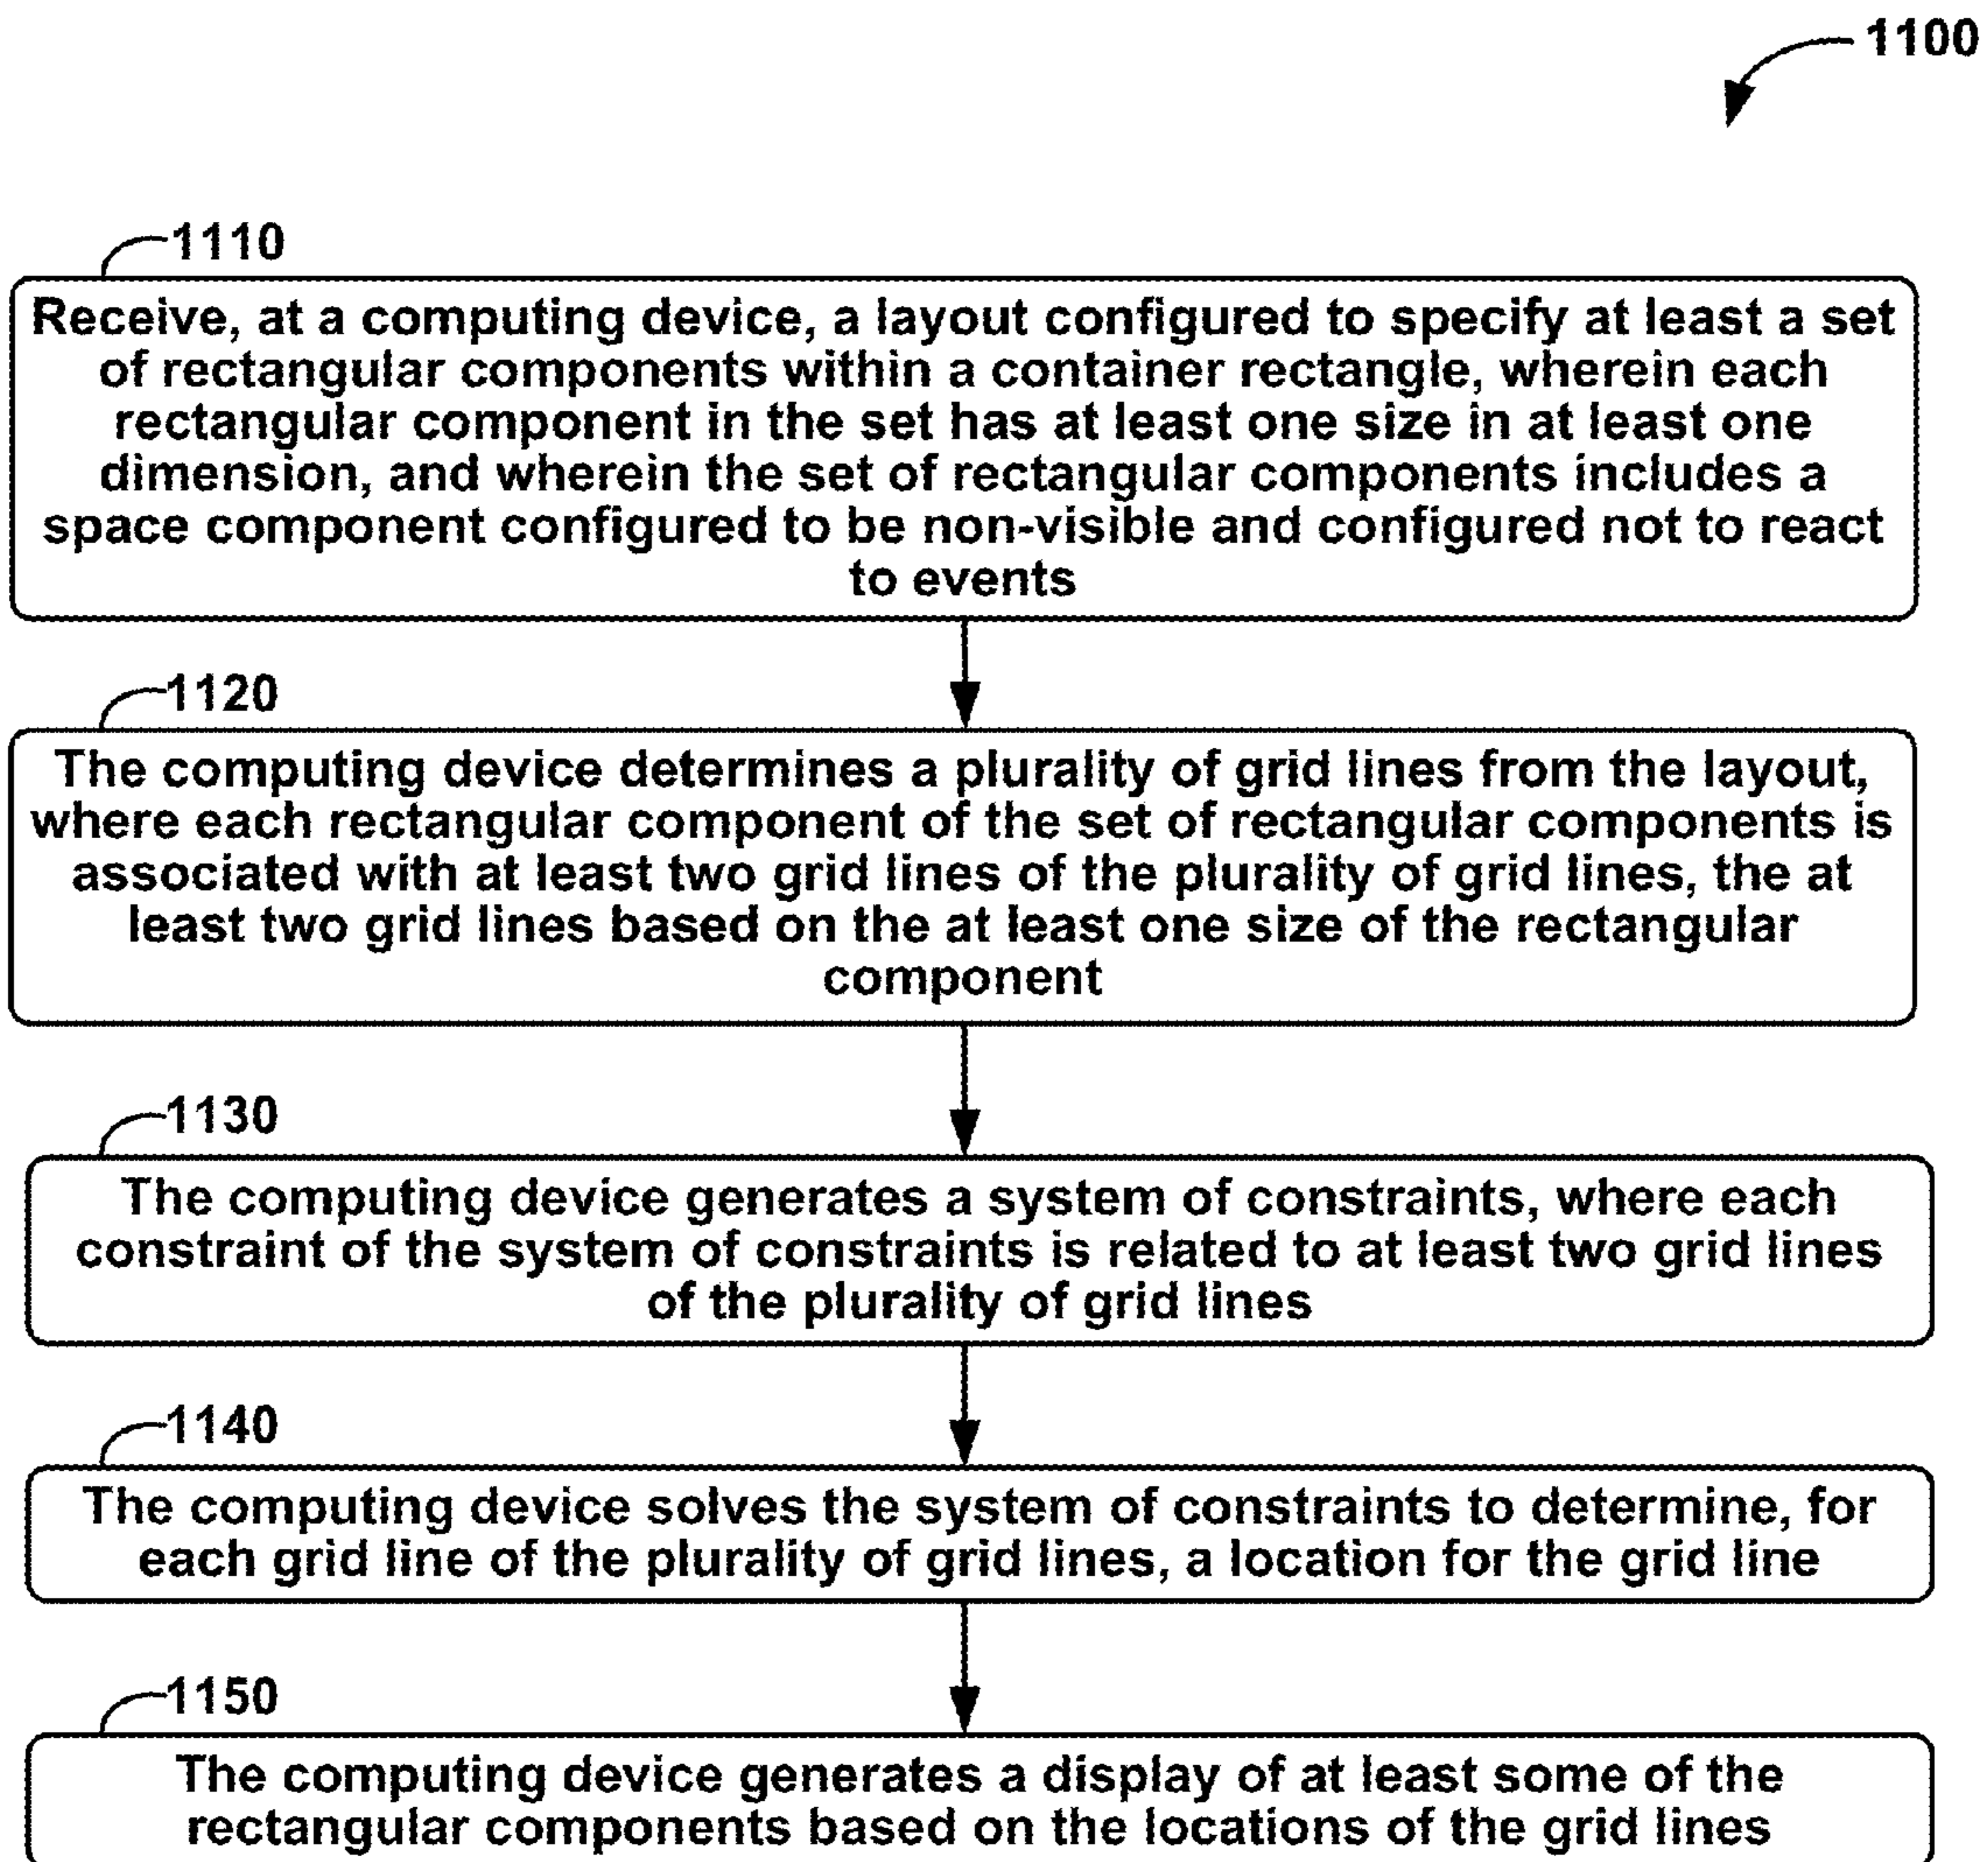 1100
1110
Receive, at a computing device, a layout configured to specify at least a set
of rectangular components within a container rectangle, wherein each
rectangular component in the set has at least one size in at least one
dimension, and wherein the set of rectangular components includes a
space component configured to be non-visible and configured not to react
to events
1120
The computing device determines a plurality of grid lines from the layout,
where each rectangular component of the set of rectangular components is
associated with at least two grid lines of the plurality of grid lines, the at
least two grid lines based on the at least one size of the rectangular
component
1130
The computing device generates a system of constraints, where each
constraint of the system of constraints is related to at least two grid lines
of the plurality of grid lines
1140
The computing device solves the system of constraints to determine, for
each grid line of the plurality of grid lines, a location for the grid line
1150
The computing device generates a display of at least some of the
rectangular components based on the locations of the grid lines